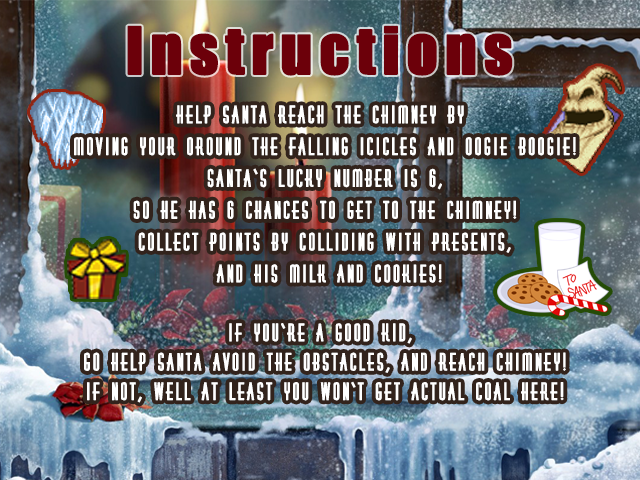 Instructions
HELP SANTA REACH THE CHIMNEY BY
MOVING YOUR OROUND THE FALLING ICICLES AND OOGIE BOOGIE!
SANTA`S LUCKY NUMBER IS 6,
SO HE HAS 6 CHANCES TO GET TO THE CHIMNEY!
COLLECT POINTS BY COLLIDING WITH PRESENTS,
AND HIS MILK AND COOKIES!
TO
SANTA
IF YOU`RE A GOOD KID,
GO HELP SANTA AVOID THE OBSTACLES, AND REACH CHIMNEY!
IF NOT, WELL AT LEAST YOU WON`T GET ACTUAL COAL HERE!